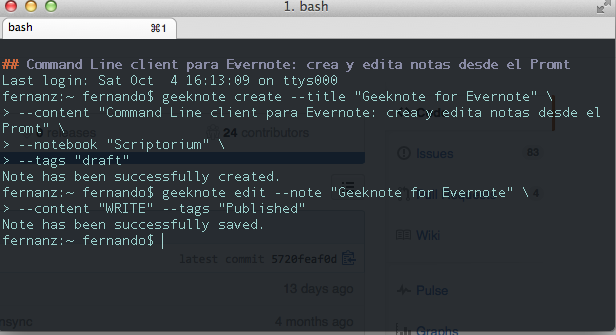 1. bash
bash
⌘1
## Command Line client para Evernote: crea y edita notas desde el Promt
Last login: Sat Oct  4 16:13:09 on ttys000
fernanz:~ fernando$ geeknote create --title "Geeknote for Evernote" \
> --content "Command Line client para Evernote: crea y edita notas desde el
Promt" \
> --notebook "Scriptorium" \
> --tags "draft"
Note has been successfully created.
fernanz:~ fernando$ geeknote edit --note "Geeknote for Evernote" \
> --content "WRITE" --tags "Published"
Note has been successfully saved.
fernanz:~ fernando$
releases
24 contributors
Issues
83
4
Wiki
latest commit 5720feaf0d
Pulse
13 days ago
Graphs
nsync
4 months ago